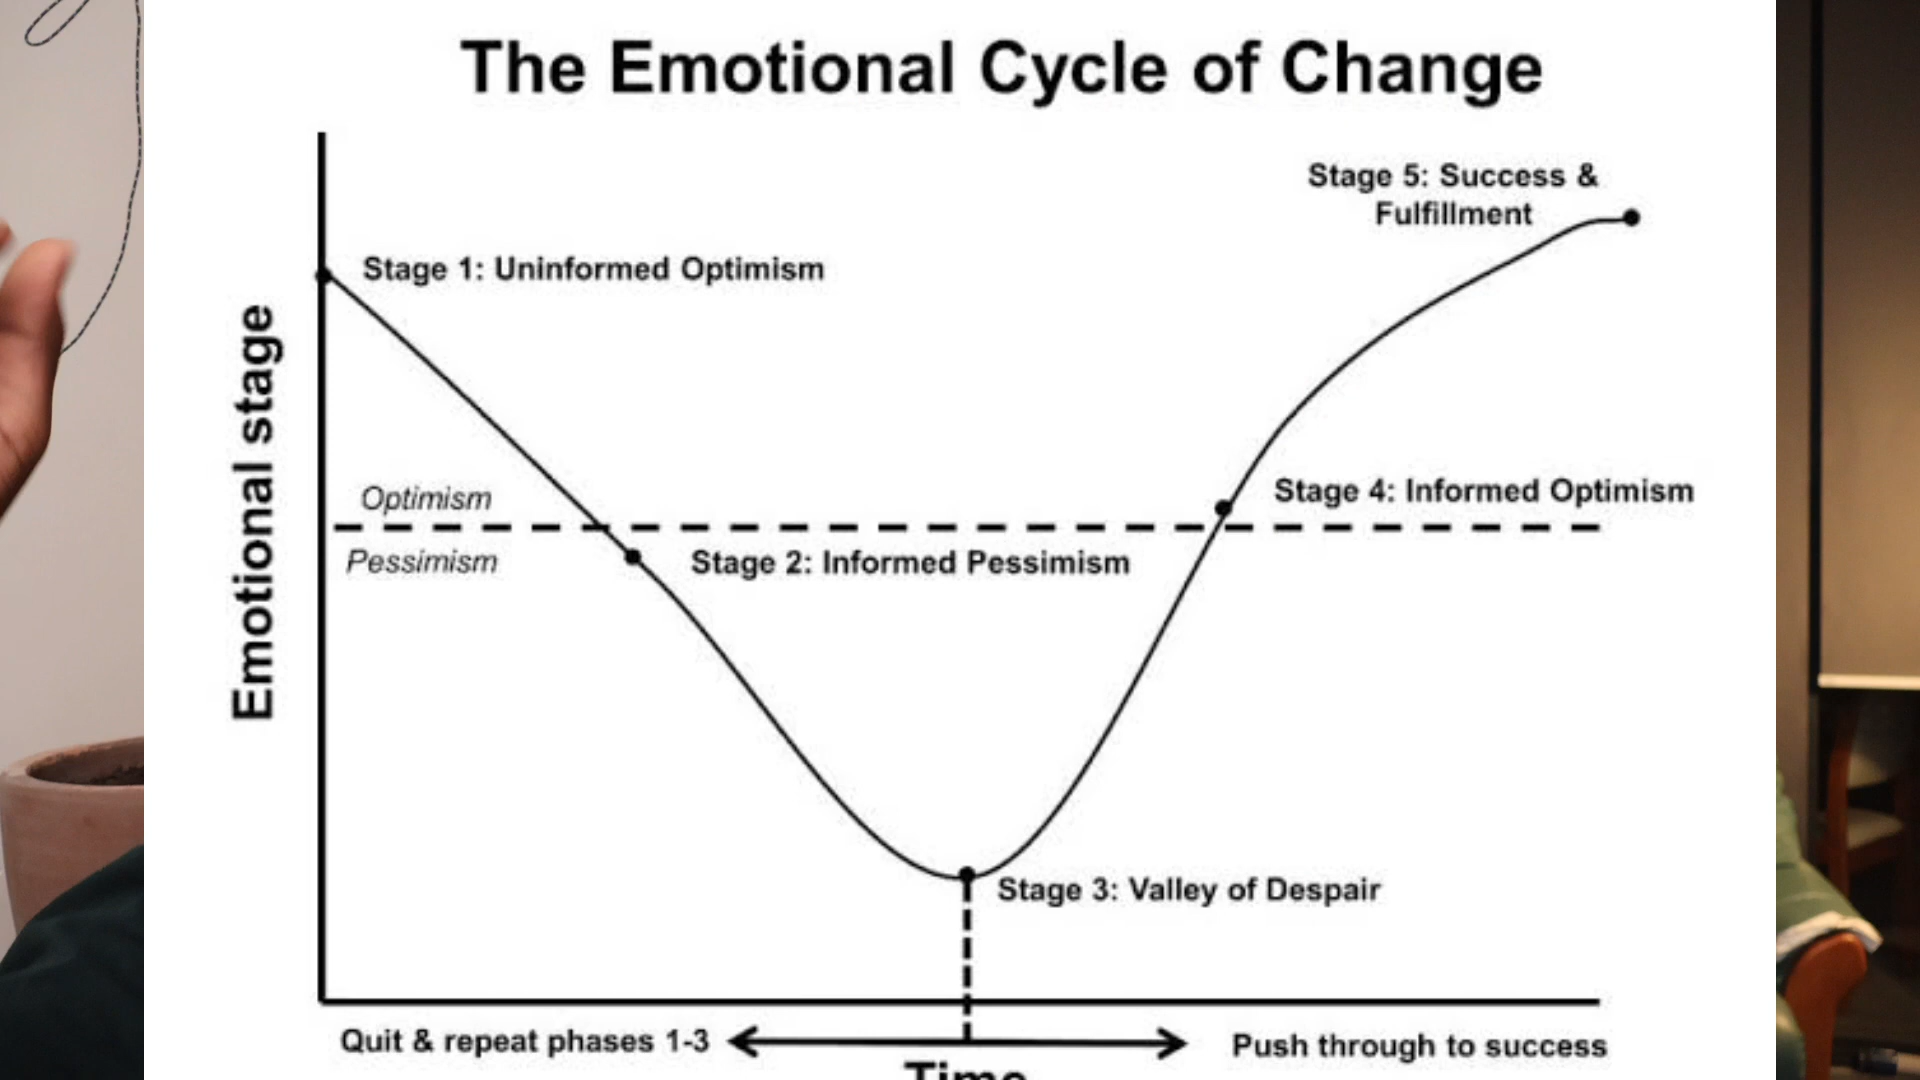 The Emotional Cycle of Change
Stage 5: Success &
Fulfillment
Stage 1: Uninformed Optimism
Emotional stage
Optimism
Stage 4: Informed Optimism
Pessimism
Stage 2: Informed Pessimism
Stage 3: Valley of Despair
Quit & repeat phases 1-3
Push through to success
Time